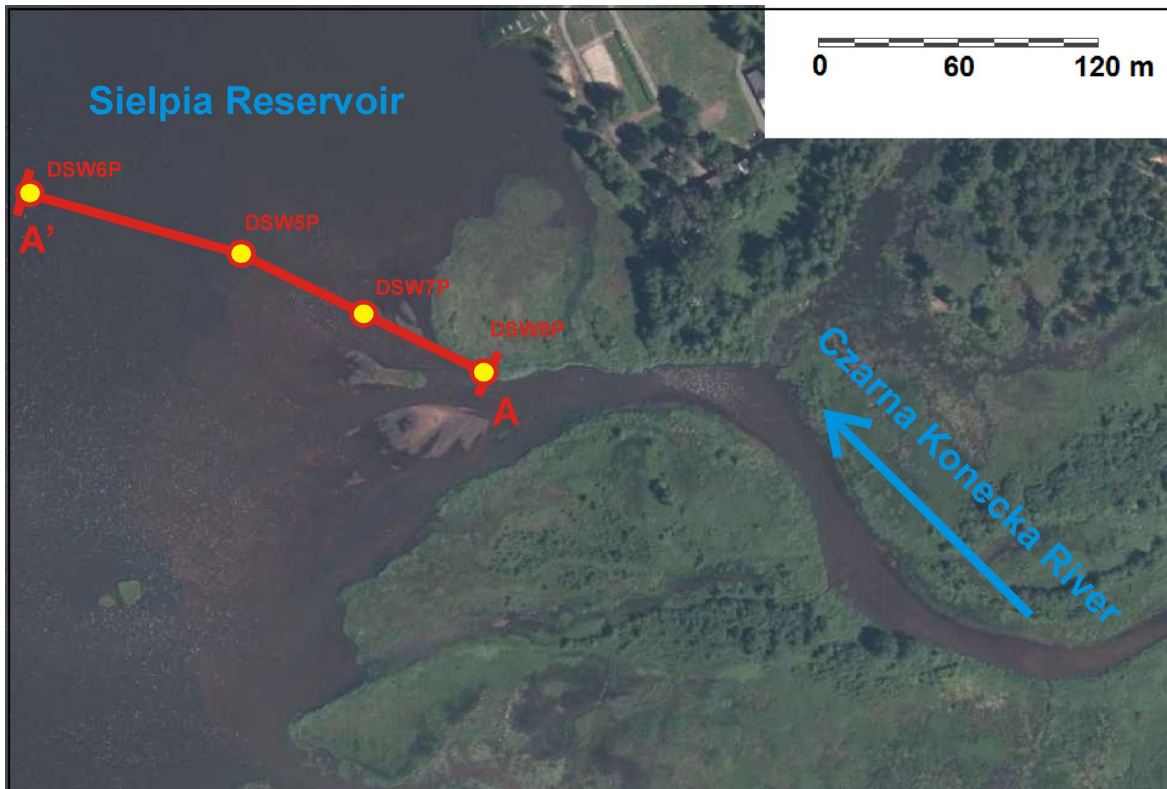 0 60 120 m
Sielpia Reservoir
DSW6P
A’
DSW5P
DSW7P
DSW8P
A
Czarna Konecka River